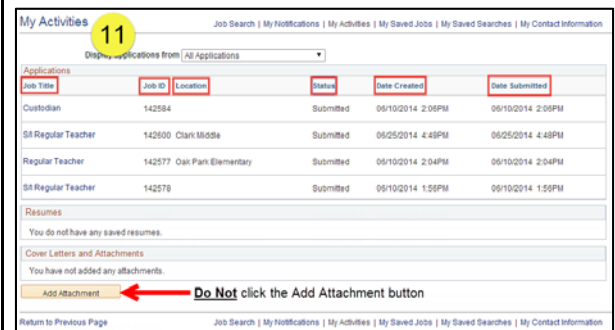 My Activities
11
Job Search | My Notifications | My Activities | My Saved Jobs | My Saved Searches | My Contact Information
Display applications from All Applications
Applications
Job Title Job ID Location Status Date Created Date Submitted
Custodian 142584 Submitted 06/10/2014 2:06PM 06/10/2014 2:06PM
S/I Regular Teacher 142600 Clark Middle Submitted 06/25/2014 4:49PM 06/25/2014 4:48PM
Regular Teacher 142577 Oak Park Elementary Submitted 06/10/2014 2:04PM 06/10/2014 2:04PM
S/I Regular Teacher 142578 Submitted 06/10/2014 1:56PM 06/10/2014 1:56PM
Resumes
You do not have any saved resumes.
Cover Letters and Attachments
You have not added any attachments.
Add Attachment Do Not click the Add Attachment button
Return to Previous Page Job Search | My Notifications | My Activities | My Saved Jobs | My Saved Searches | My Contact Information